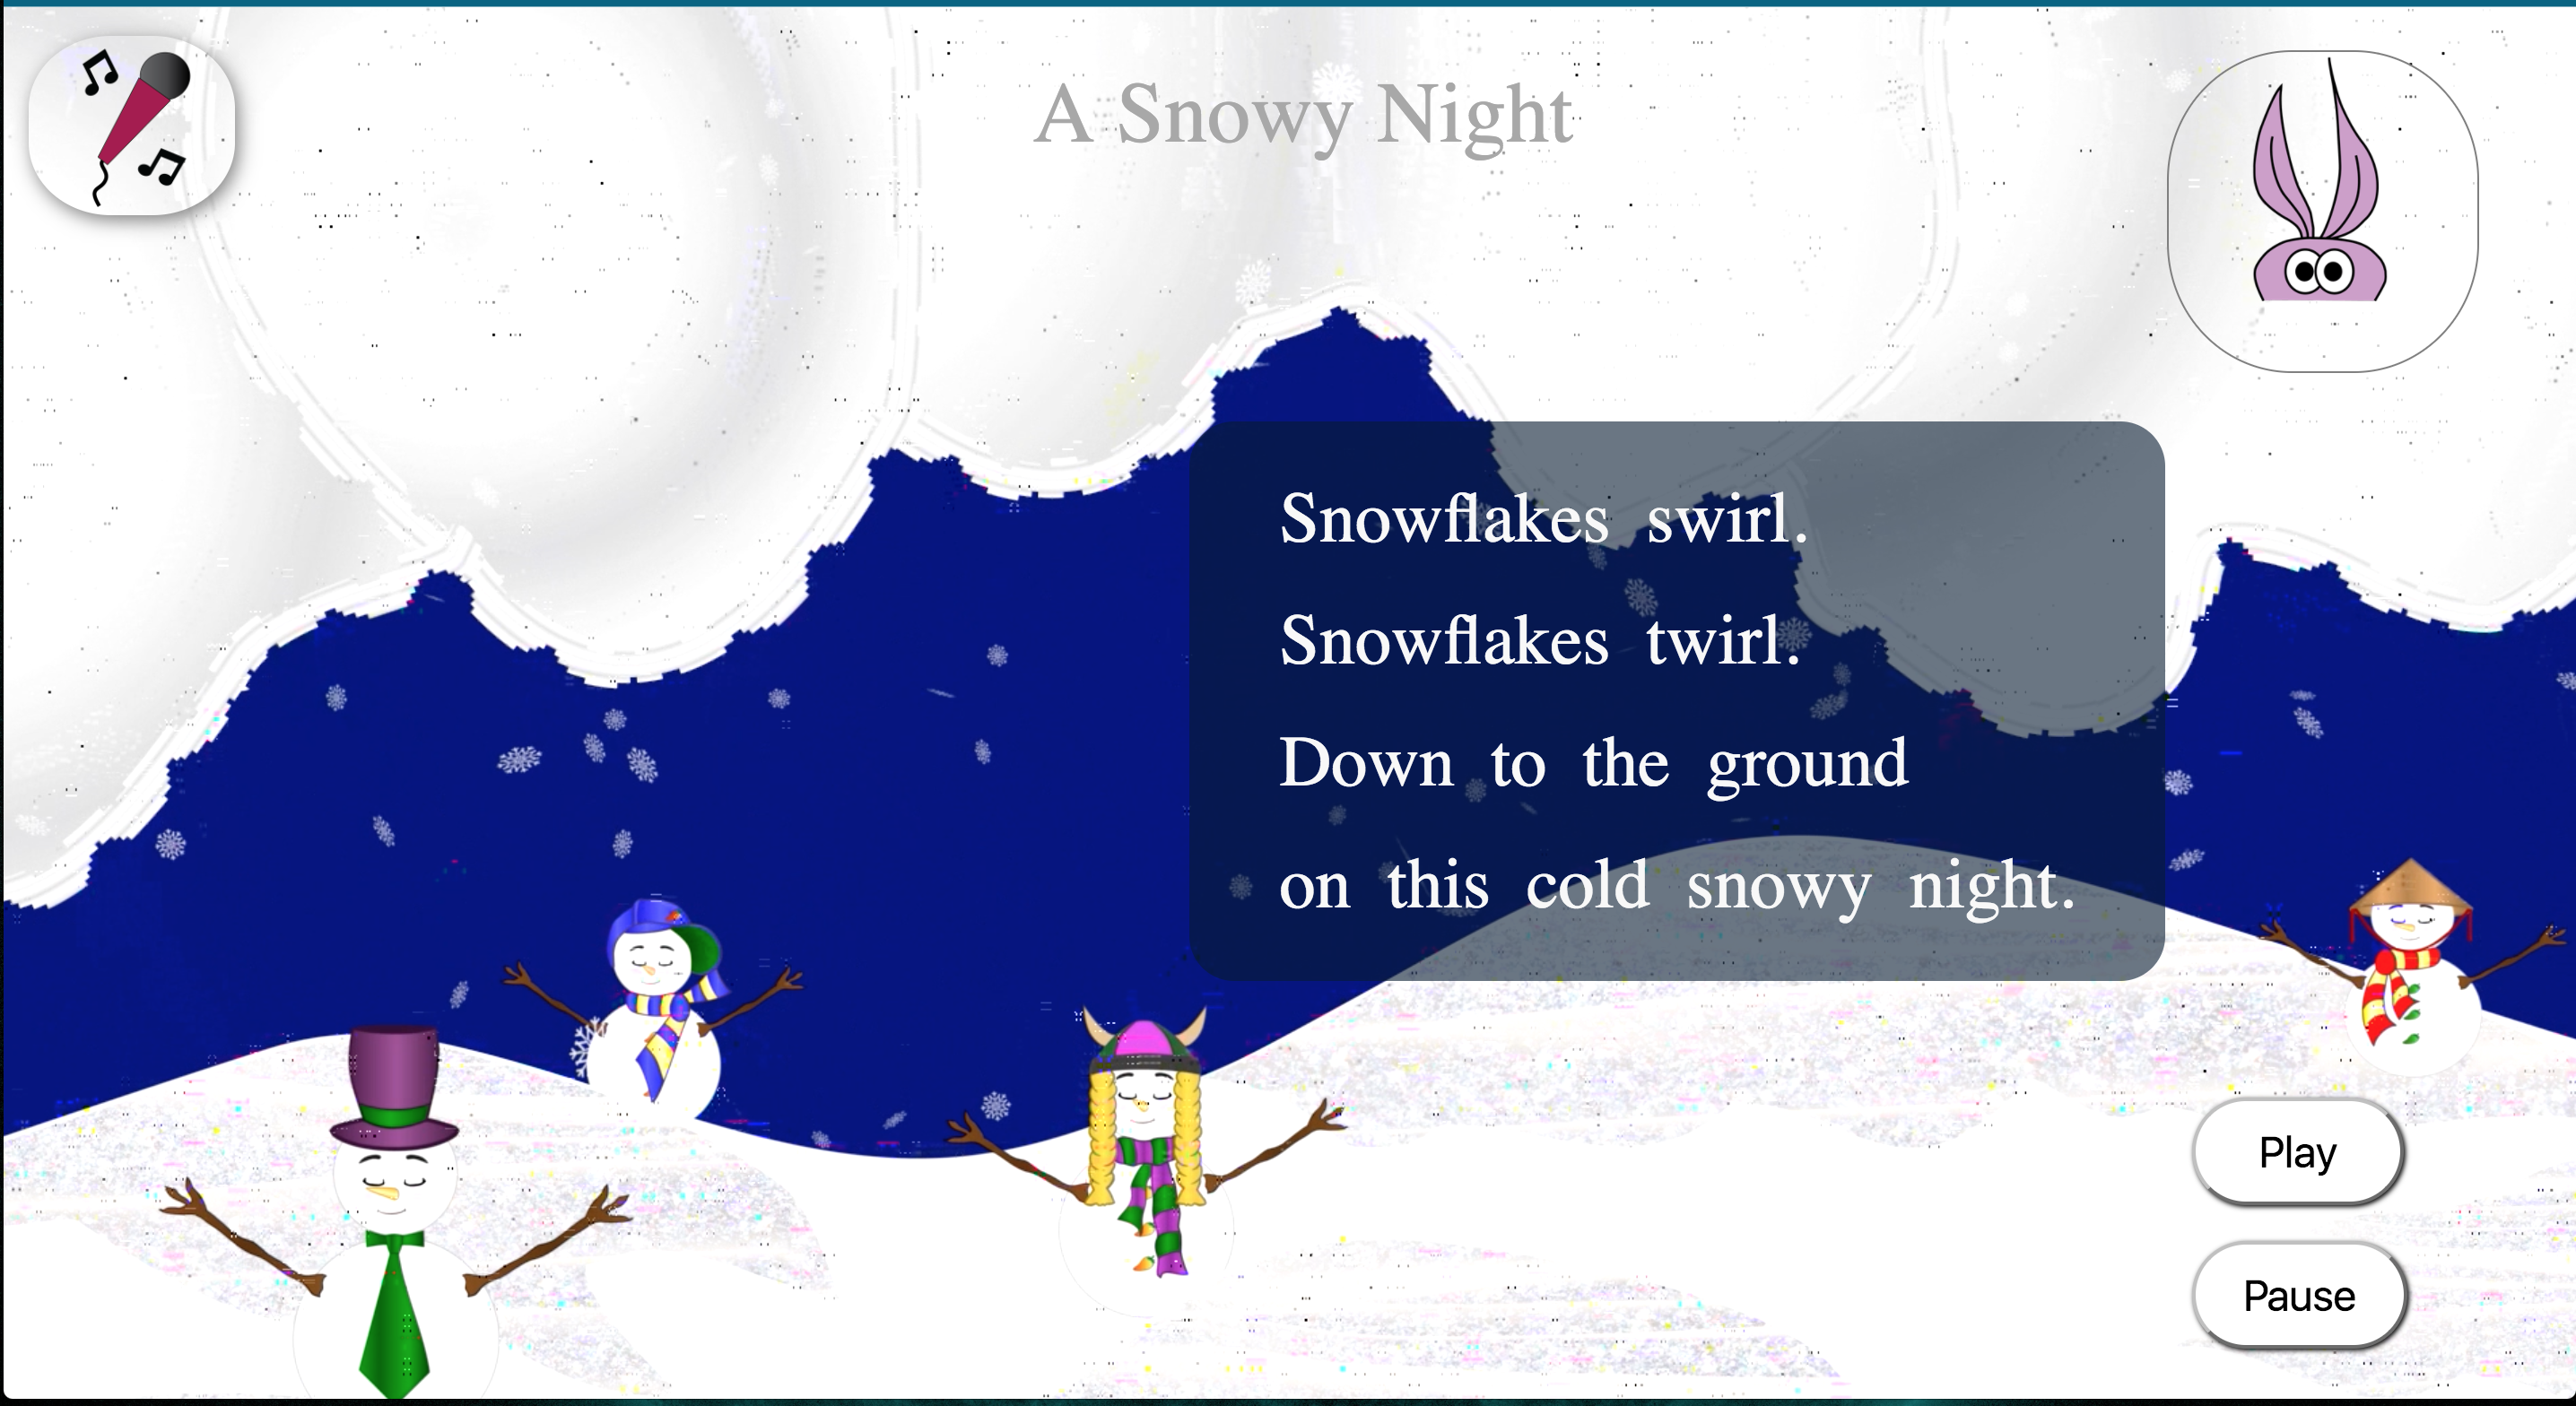 A Snowy Night
Snowflakes swirl.
Snowflakes twirl.
Down to the ground
on this cold snowy night.
Play
Pause